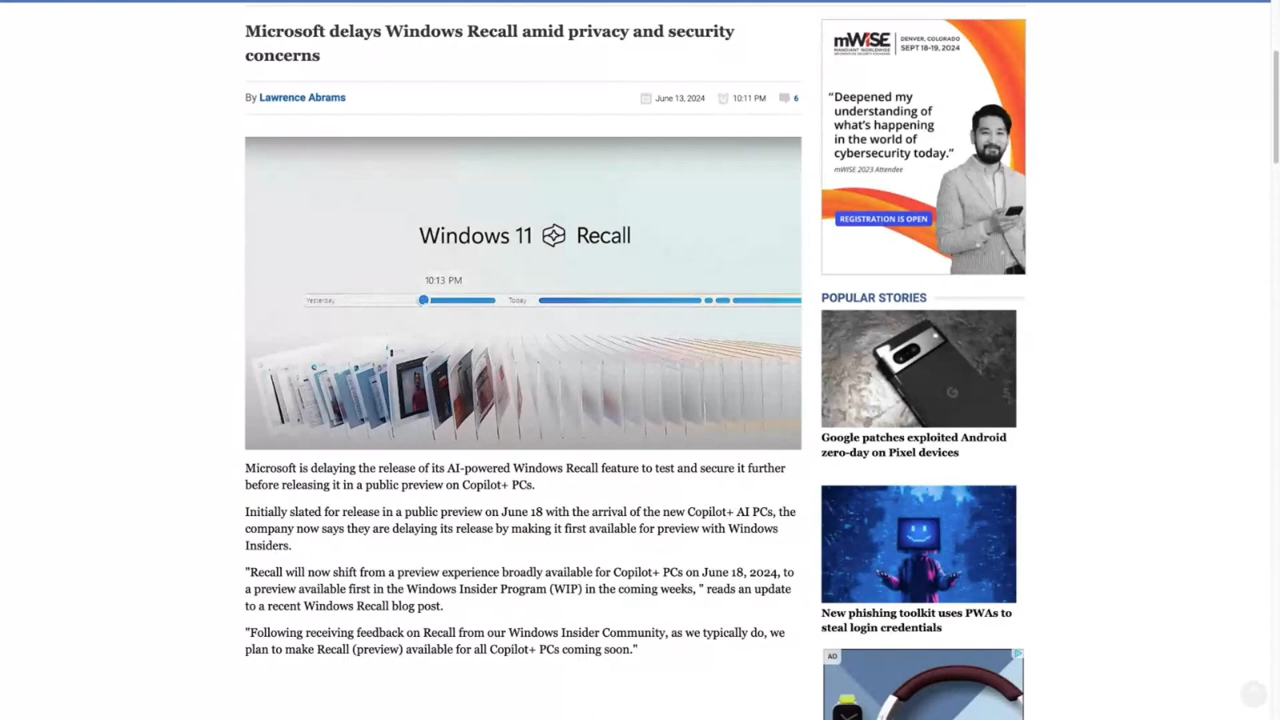 Microsoft delays Windows Recall amid privacy and security
concerns
By Lawrence Abrams
June 13, 2024
10:11 PM
6
Windows 11 Recall
10:13 PM
Yesterday
Today
Microsoft is delaying the release of its AI-powered Windows Recall feature to test and secure it further
before releasing it in a public preview on Copilot+ PCs.
Initially slated for release in a public preview on June 18 with the arrival of the new Copilot+ AI PCs, the
company now says they are delaying its release by making it first available for preview with Windows
Insiders.
"Recall will now shift from a preview experience broadly available for Copilot+ PCs on June 18, 2024, to
a preview available first in the Windows Insider Program (WIP) in the coming weeks, " reads an update
to a recent Windows Recall blog post.
"Following receiving feedback on Recall from our Windows Insider Community, as we typically do, we
plan to make Recall (preview) available for all Copilot+ PCs coming soon."
mWISE
DENVER, COLORADO
SEPT 18-19, 2024
“Deepened my
understanding of
what’s happening
in the world of
cybersecurity today.”
mWISE 2023 Attendee
REGISTRATION IS OPEN
POPULAR STORIES
Google patches exploited Android
zero-day on Pixel devices
New phishing toolkit uses PWAs to
steal login credentials
AD